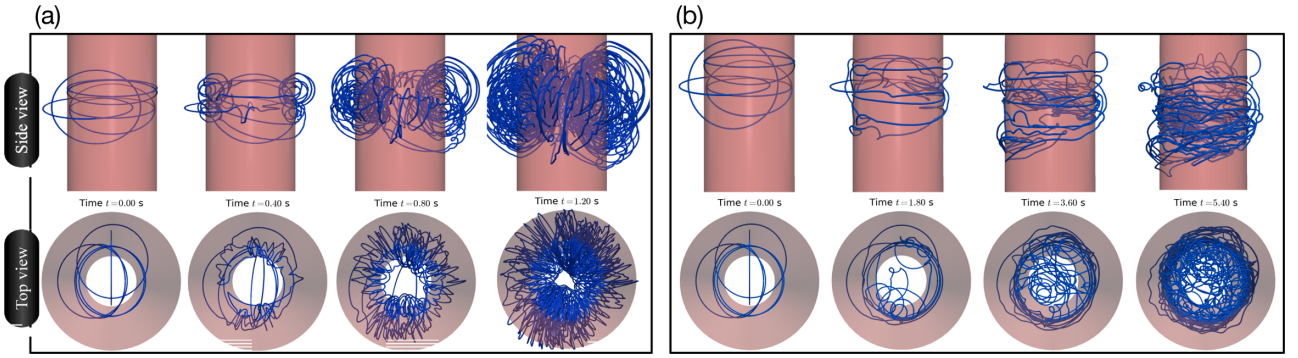 (a)
(b)
Side view
Time t=0.00 s
Time t=0.40 s
Time t=0.80 s
Time t=1.20 s
Time t=0.00 s
Time t=1.80 s
Time t=3.60 s
Time t=5.40 s
Top view